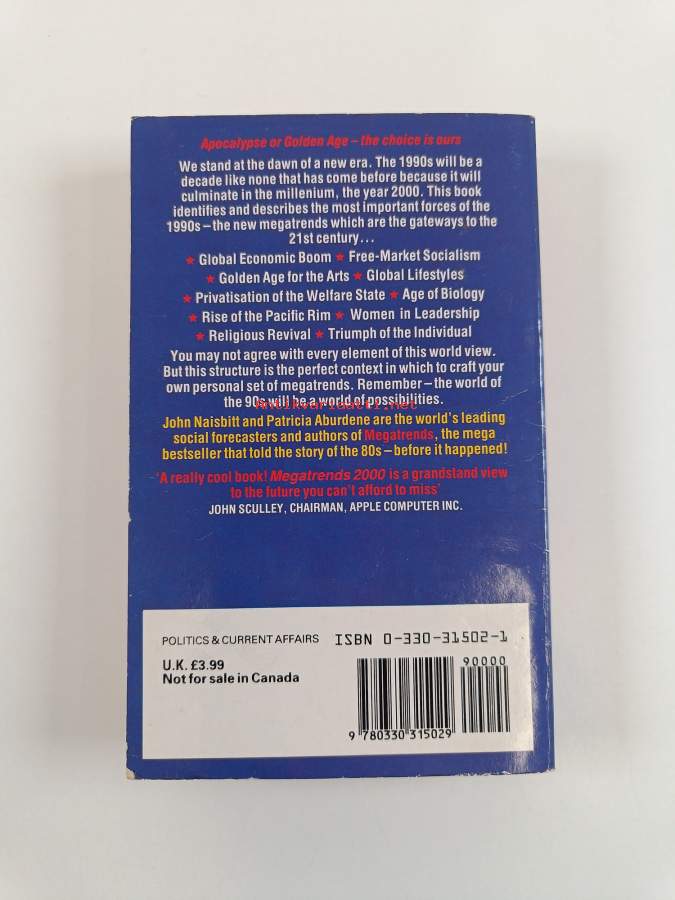 Apocalypse or Golden Age – the choice is ours
We stand at the dawn of a new era. The 1990s will be a
decade like none that has come before because it will
culminate in the millenium, the year 2000. This book
identifies and describes the most important forces of the
1990s – the new megatrends which are the gateways to the
21st century...
★ Global Economic Boom ★ Free-Market Socialism
★ Golden Age for the Arts ★ Global Lifestyles
★ Privatisation of the Welfare State ★ Age of Biology
★ Rise of the Pacific Rim ★ Women in Leadership
★ Religious Revival ★ Triumph of the Individual
You may not agree with every element of this world view.
But this structure is the perfect context in which to craft your
own personal set of megatrends. Remember – the world of
the 90s will be a world of possibilities.
Antikvariaatti.net
John Naisbitt and Patricia Aburdene are the world's leading
social forecasters and authors of Megatrends, the mega
bestseller that told the story of the 80s – before it happened!
'A really cool book! Megatrends 2000 is a grandstand view
to the future you can't afford to miss'
JOHN SCULLEY, CHAIRMAN, APPLE COMPUTER INC.
POLITICS & CURRENT AFFAIRS
ISBN 0-330-31502-1
U.K. £3.99
Not for sale in Canada
90000
9 780330 315029